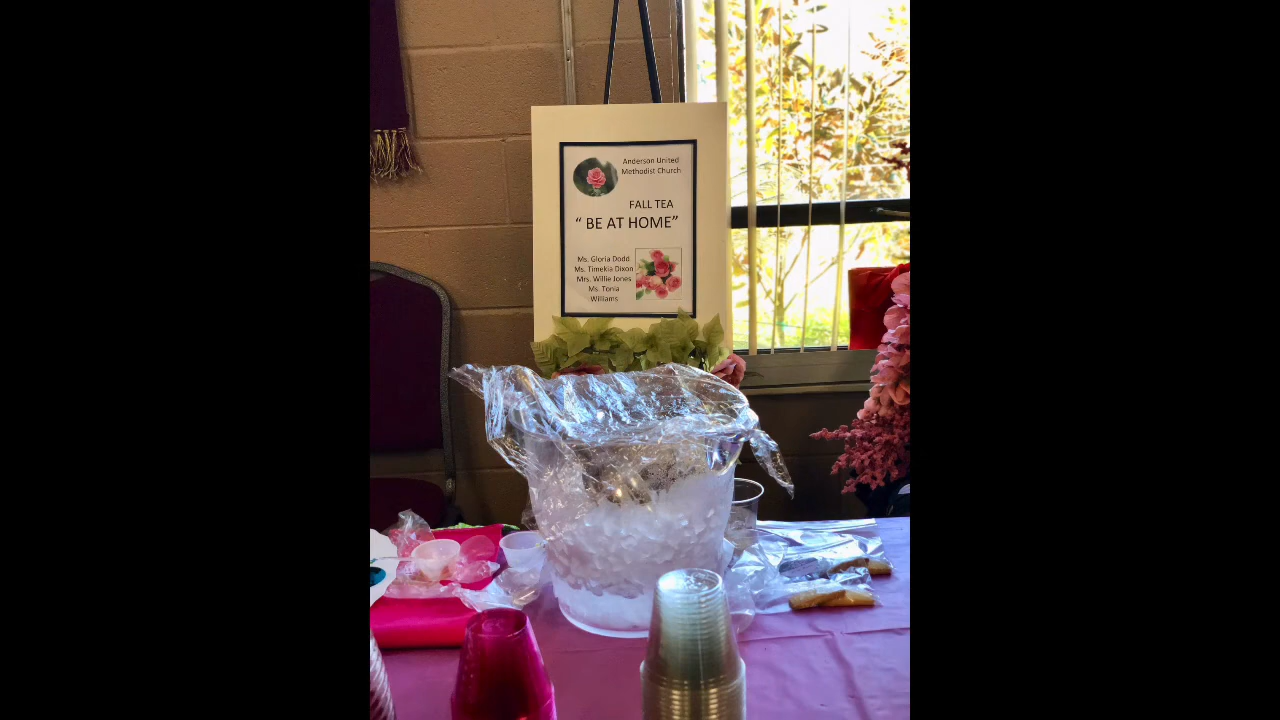 Anderson United
Methodist Church
FALL TEA
“ BE AT HOME”
Ms. Gloria Dodd
Ms. Timekia Dixon
Mrs. Willie Jones
Ms. Tonia
Williams